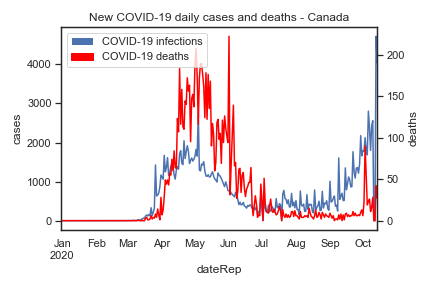 New COVID-19 daily cases and deaths - Canada
COVID-19 infections
COVID-19 deaths
cases
4000
3000
2000
1000
0
deaths
200
150
100
50
0
Jan Feb Mar Apr May Jun Jul Aug Sep Oct
2020
dateRep